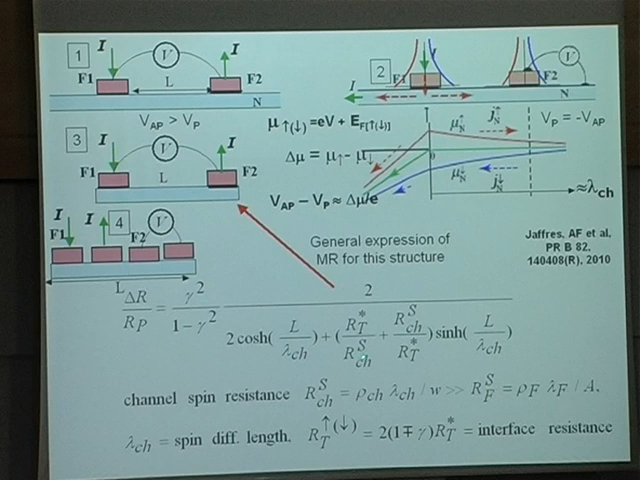 1
I
V
I
F1
L
F2
N
V_AP > V_P
2
I
I
V
F1
F2
N
V_P = -V_AP
μ↑(↓) = eV + E_F[↑(↓)]
Δμ = μ↑ - μ↓
V_AP – V_P ≈ Δμ/e
μ_N↑
j_N↑
0
μ_N↓
j_N↓
≈λ_ch
3
I
V
I
F1
L
F2
4
I
I
V
F1
F2
L
General expression of
MR for this structure
Jaffres, AF et al,
PR B 82,
140408(R), 2010
ΔR / R_P = γ² / (1 − γ²) · 2 / (2 cosh(L / λ_ch) + (R_T^* / R_ch^S + R_ch^S / R_T^*) sinh(L / λ_ch))
channel spin resistance R_ch^S = ρ_ch λ_ch / w >> R_F^S = ρ_F λ_F / A.
λ_ch = spin diff. length. R_T^↑(↓) = 2(1∓γ)R_T^* = interface resistance